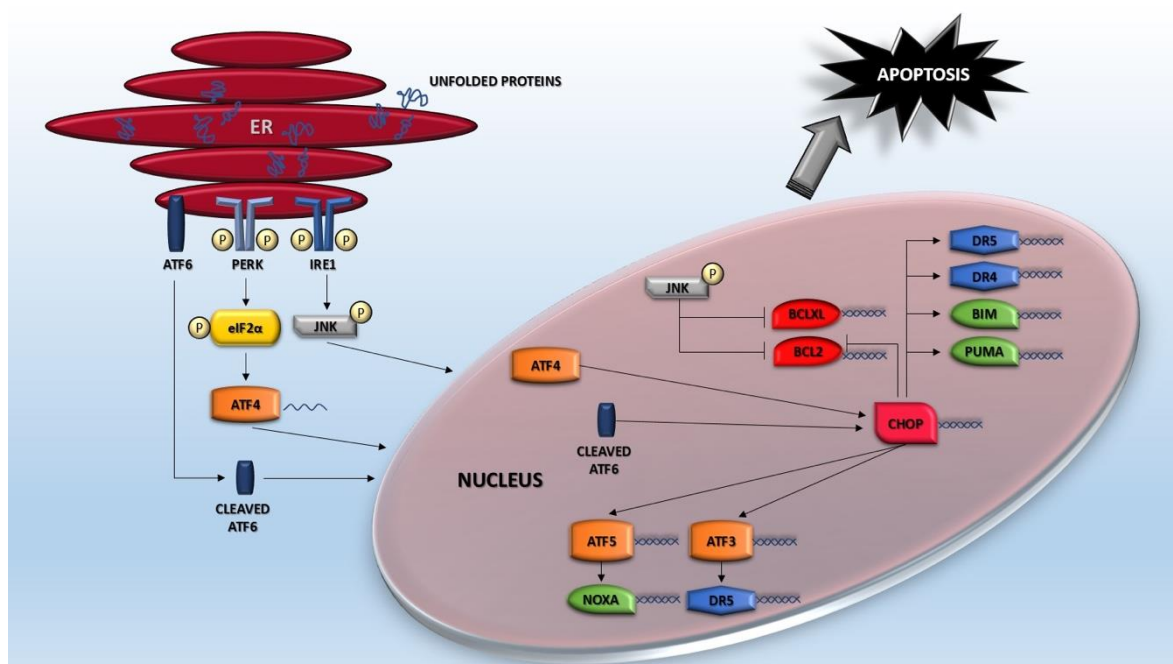 APOPTOSIS
UNFOLDED PROTEINS
ER
P
P
P
P
ATF6
PERK
IRE1
P
eIF2α
JNK
P
ATF4
CLEAVED
ATF6
NUCLEUS
JNK
P
BCLXL
BCL2
DR5
DR4
BIM
PUMA
ATF4
CLEAVED
ATF6
CHOP
ATF5
ATF3
NOXA
DR5